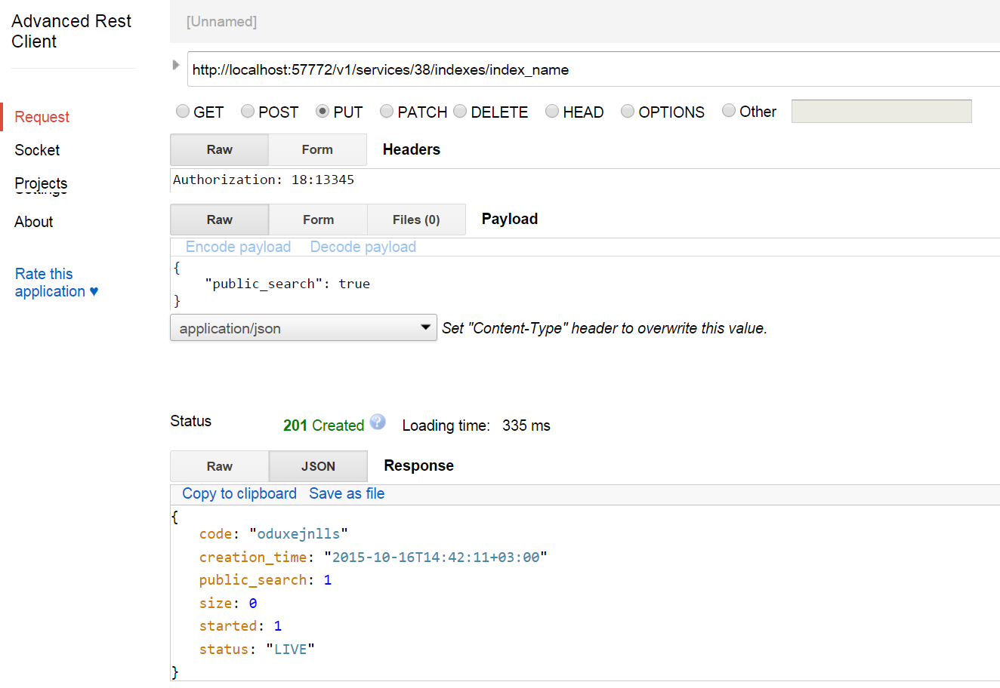 Advanced Rest
Client
[Unnamed]
http://localhost:57772/v1/services/38/indexes/index_name
GET POST PUT PATCH DELETE HEAD OPTIONS Other
Request
Socket
Projects
Settings
About
Rate this
application ♥
Raw Form Headers
Authorization: 18:13345
Raw Form Files (0) Payload
Encode payload Decode payload
{
"public_search": true
}
application/json Set "Content-Type" header to overwrite this value.
Status 201 Created ? Loading time: 335 ms
Raw JSON Response
Copy to clipboard Save as file
{
code: "oduxejnlls"
creation_time: "2015-10-16T14:42:11+03:00"
public_search: 1
size: 0
started: 1
status: "LIVE"
}